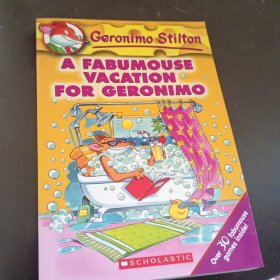 Geronimo Stilton
A FABUMOUSE
VACATION
FOR GERONIMO
SCHOLASTIC
Over 30 fabumouse
games inside!